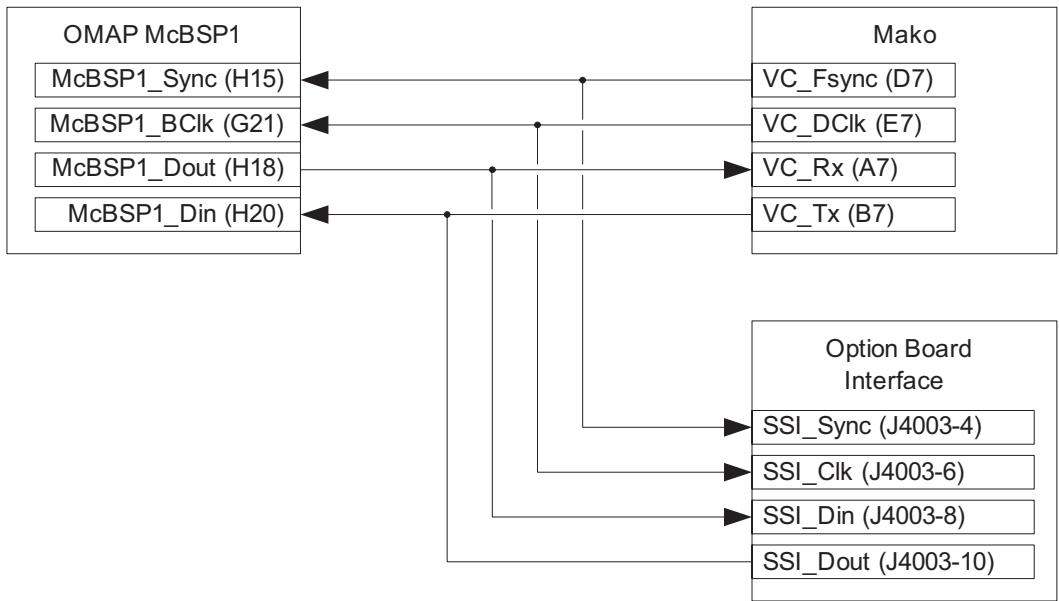 OMAP McBSP1
McBSP1_Sync (H15)
McBSP1_BClk (G21)
McBSP1_Dout (H18)
McBSP1_Din (H20)
Mako
VC_Fsync (D7)
VC_DClk (E7)
VC_Rx (A7)
VC_Tx (B7)
Option Board
Interface
SSI_Sync (J4003-4)
SSI_Clk (J4003-6)
SSI_Din (J4003-8)
SSI_Dout (J4003-10)